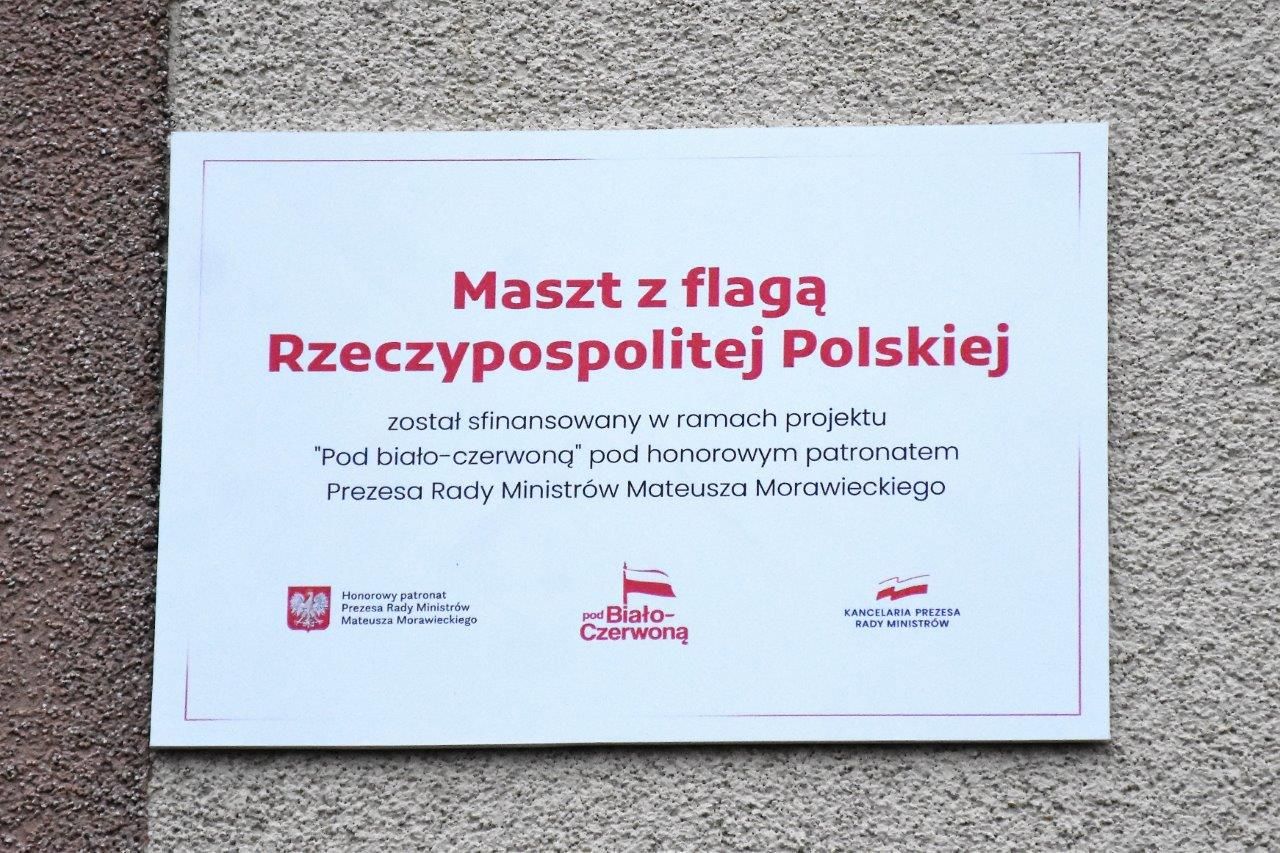 Maszt z flagą
Rzeczypospolitej Polskiej
został sfinansowany w ramach projektu
"Pod biało-czerwoną" pod honorowym patronatem
Prezesa Rady Ministrów Mateusza Morawieckiego
Honorowy patronat
Prezesa Rady Ministrów
Mateusza Morawieckiego
pod Biało-
Czerwoną
KANCELARIA PREZESA
RADY MINISTRÓW